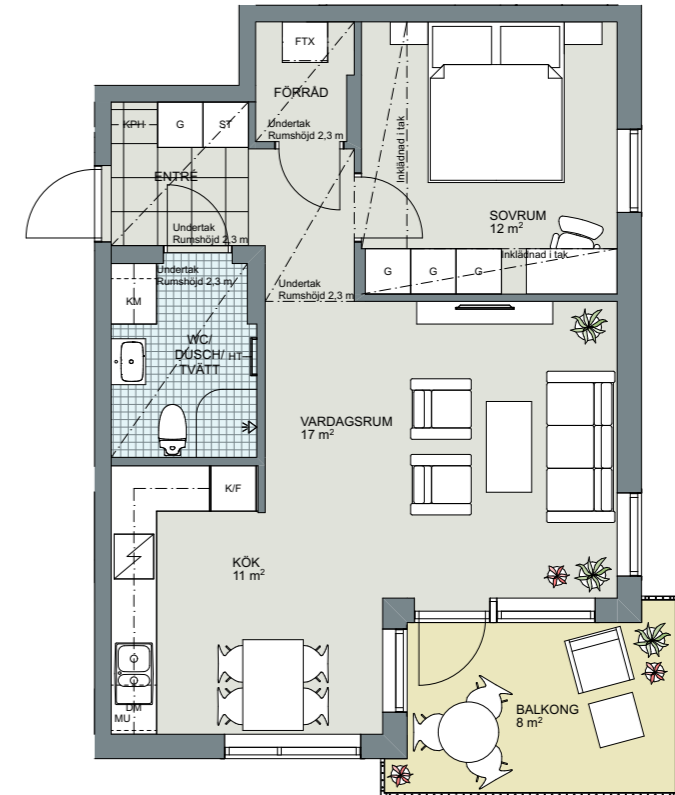 FTX
FÖRRÅD
Undertak
Rumshöjd 2,3 m
KPH
G
ST
ENTRÉ
Undertak
Rumshöjd 2,3 m
Inklädnad i tak
SOVRUM
12 m²
Inklädnad i tak
G
G
G
Undertak
Rumshöjd 2,3 m
Undertak
Rumshöjd 2,3 m
KM
WC/
DUSCH/
TVÄTT
HT
VARDAGSRUM
17 m²
K/F
KÖK
11 m²
DM
MU
BALKONG
8 m²